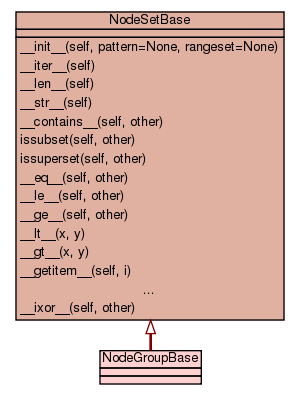 NodeSetBase
__init__(self, pattern=None, rangeset=None)
__iter__(self)
__len__(self)
__str__(self)
__contains__(self, other)
issubset(self, other)
issuperset(self, other)
__eq__(self, other)
__le__(self, other)
__ge__(self, other)
__lt__(x, y)
__gt__(x, y)
__getitem__(self, i)
...
__ixor__(self, other)
NodeGroupBase